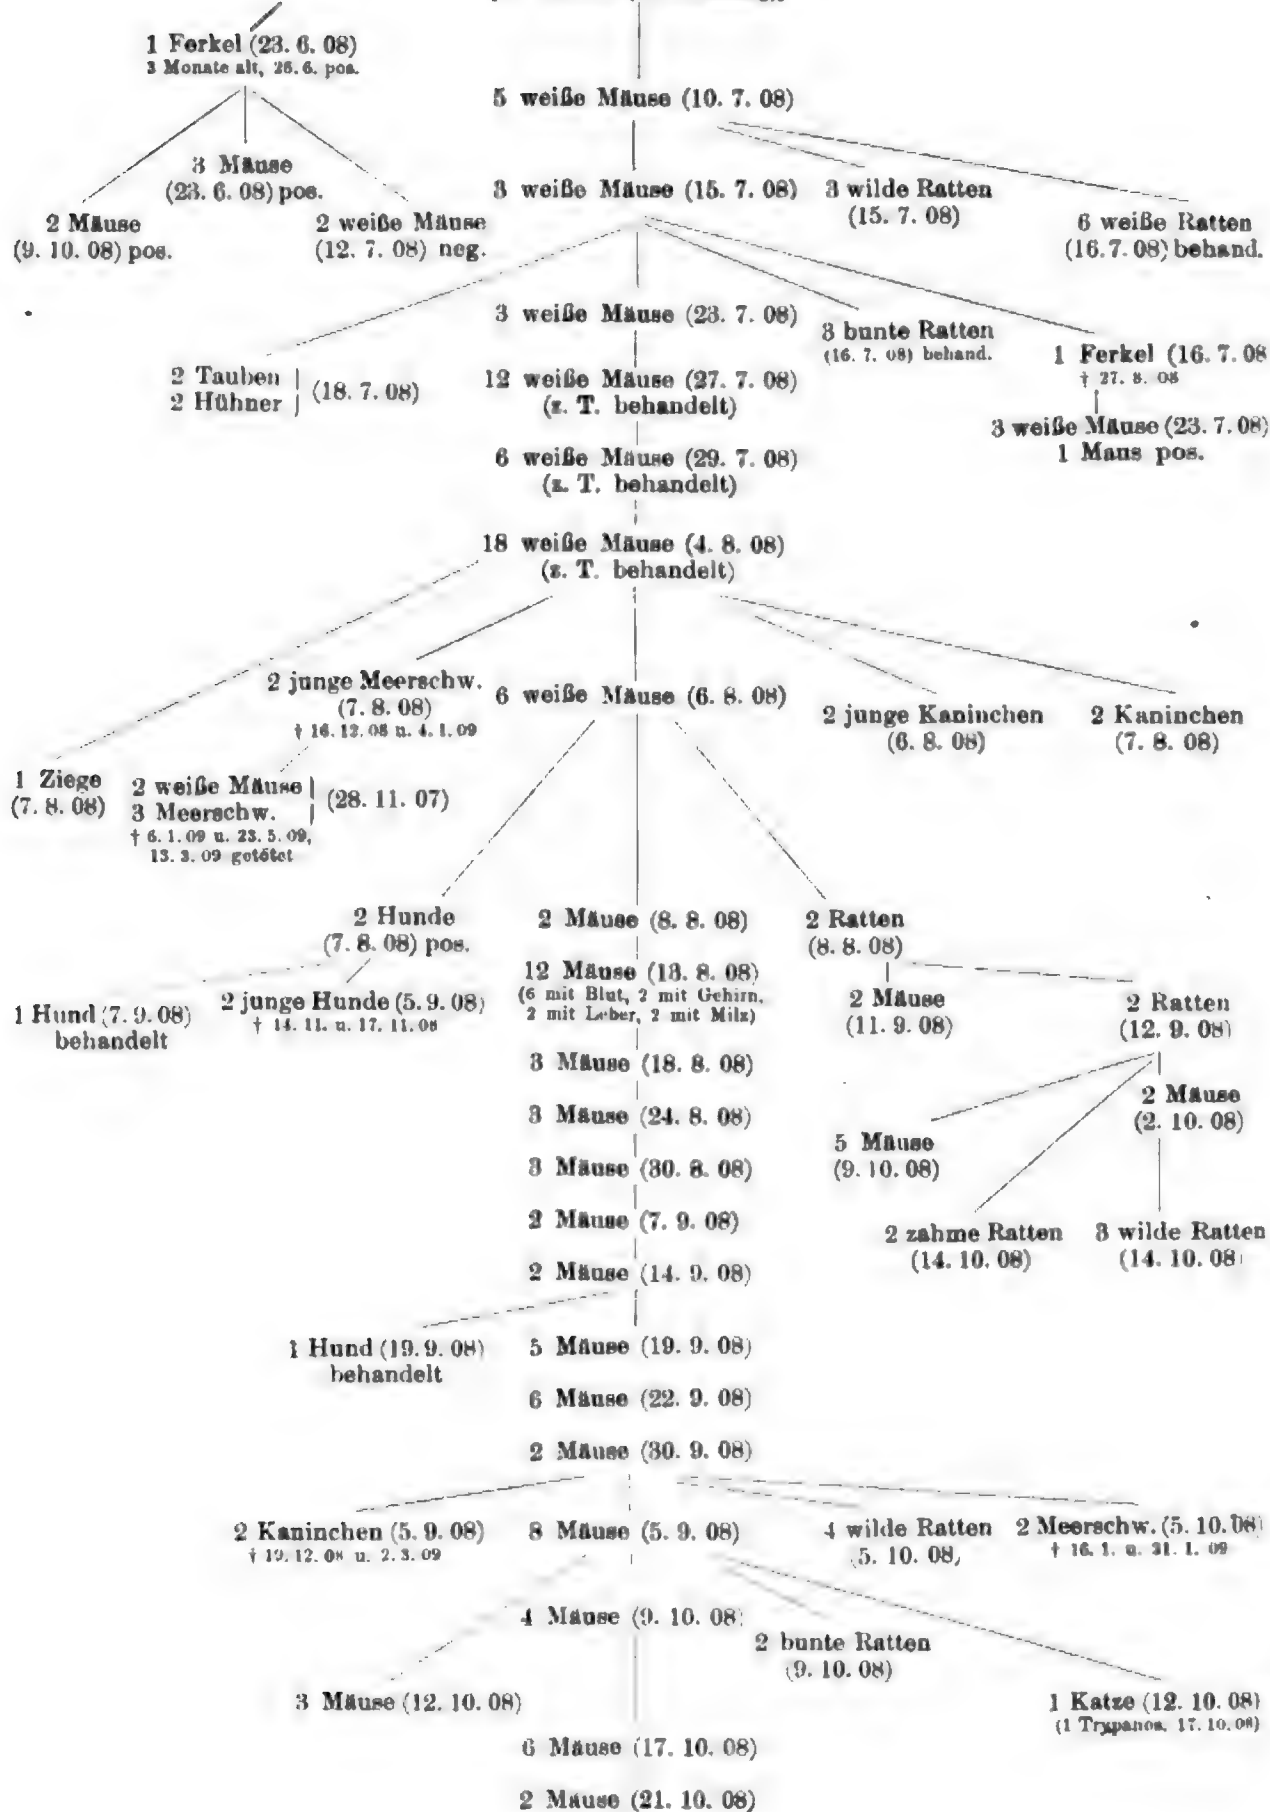 1 Ferkel (23. 6. 08)
3 Monate alt, 26. 6. pos.
5 weiße Mäuse (10. 7. 08)
3 Mäuse
(23. 6. 08) pos.
3 weiße Mäuse (15. 7. 08)
3 wilde Ratten
(15. 7. 08)
2 Mäuse
(9. 10. 08) pos.
2 weiße Mäuse
(12. 7. 08) neg.
6 weiße Ratten
(16. 7. 08) behand.
3 weiße Mäuse (23. 7. 08)
3 bunte Ratten
(16. 7. 08) behand.
1 Ferkel (16. 7. 08
† 27. 8. 08
2 Tauben
2 Hühner
(18. 7. 08)
12 weiße Mäuse (27. 7. 08)
(z. T. behandelt)
3 weiße Mäuse (23. 7. 08)
1 Maus pos.
6 weiße Mäuse (29. 7. 08)
(z. T. behandelt)
18 weiße Mäuse (4. 8. 08)
(z. T. behandelt)
2 junge Meerschw.
(7. 8. 08)
† 16. 12. 08 u. 4. 1. 09
6 weiße Mäuse (6. 8. 08)
2 junge Kaninchen
(6. 8. 08)
2 Kaninchen
(7. 8. 08)
1 Ziege
(7. 8. 08)
2 weiße Mäuse
3 Meerschw.
(28. 11. 07)
† 6. 1. 09 u. 23. 5. 09,
13. 3. 09 getötet
2 Hunde
(7. 8. 08) pos.
2 Mäuse (8. 8. 08)
2 Ratten
(8. 8. 08)
12 Mäuse (13. 8. 08)
(6 mit Blut, 2 mit Gehirn,
2 mit Leber, 2 mit Milz)
1 Hund (7. 9. 08)
behandelt
2 junge Hunde (5. 9. 08)
† 14. 11. u. 17. 11. 08
2 Mäuse
(11. 9. 08)
2 Ratten
(12. 9. 08)
3 Mäuse (18. 8. 08)
2 Mäuse
(2. 10. 08)
3 Mäuse (24. 8. 08)
5 Mäuse
(9. 10. 08)
3 Mäuse (30. 8. 08)
2 Mäuse (7. 9. 08)
2 zahme Ratten
(14. 10. 08)
3 wilde Ratten
(14. 10. 08)
2 Mäuse (14. 9. 08)
1 Hund (19. 9. 08)
behandelt
5 Mäuse (19. 9. 08)
6 Mäuse (22. 9. 08)
2 Mäuse (30. 9. 08)
2 Kaninchen (5. 9. 08)
† 19. 12. 08 u. 2. 3. 09
8 Mäuse (5. 9. 08)
4 wilde Ratten
(5. 10. 08)
2 Meerschw. (5. 10. 08)
† 16. 1. u. 31. 1. 09
4 Mäuse (9. 10. 08)
2 bunte Ratten
(9. 10. 08)
3 Mäuse (12. 10. 08)
1 Katze (12. 10. 08)
(1 Trypanos. 17. 10. 08)
6 Mäuse (17. 10. 08)
2 Mäuse (21. 10. 08)